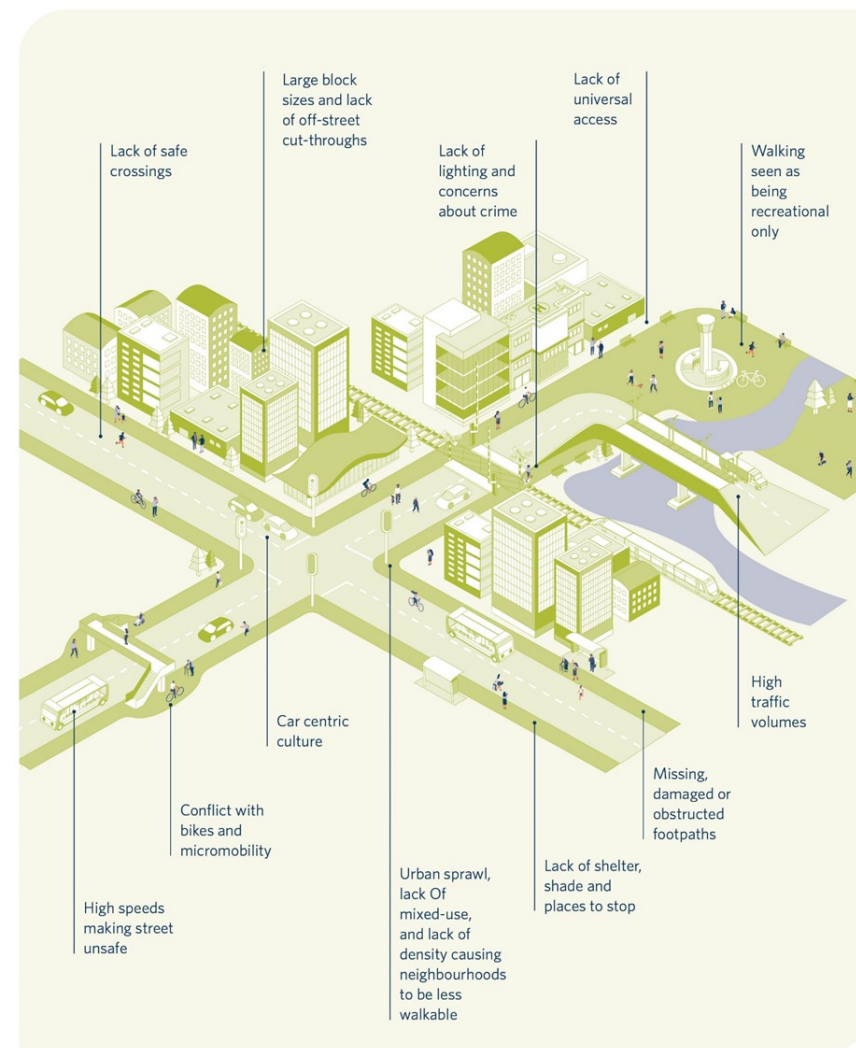 Large block
sizes and lack
of off-street
cut-throughs
Lack of
universal
access
Lack of safe
crossings
Lack of
lighting and
concerns
about crime
Walking
seen as
being
recreational
only
High
traffic
volumes
Car centric
culture
Missing,
damaged or
obstructed
footpaths
Conflict with
bikes and
micromobility
Lack of shelter,
shade and
places to stop
Urban sprawl,
lack Of
mixed-use,
and lack of
density causing
neighbourhoods
to be less
walkable
High speeds
making street
unsafe